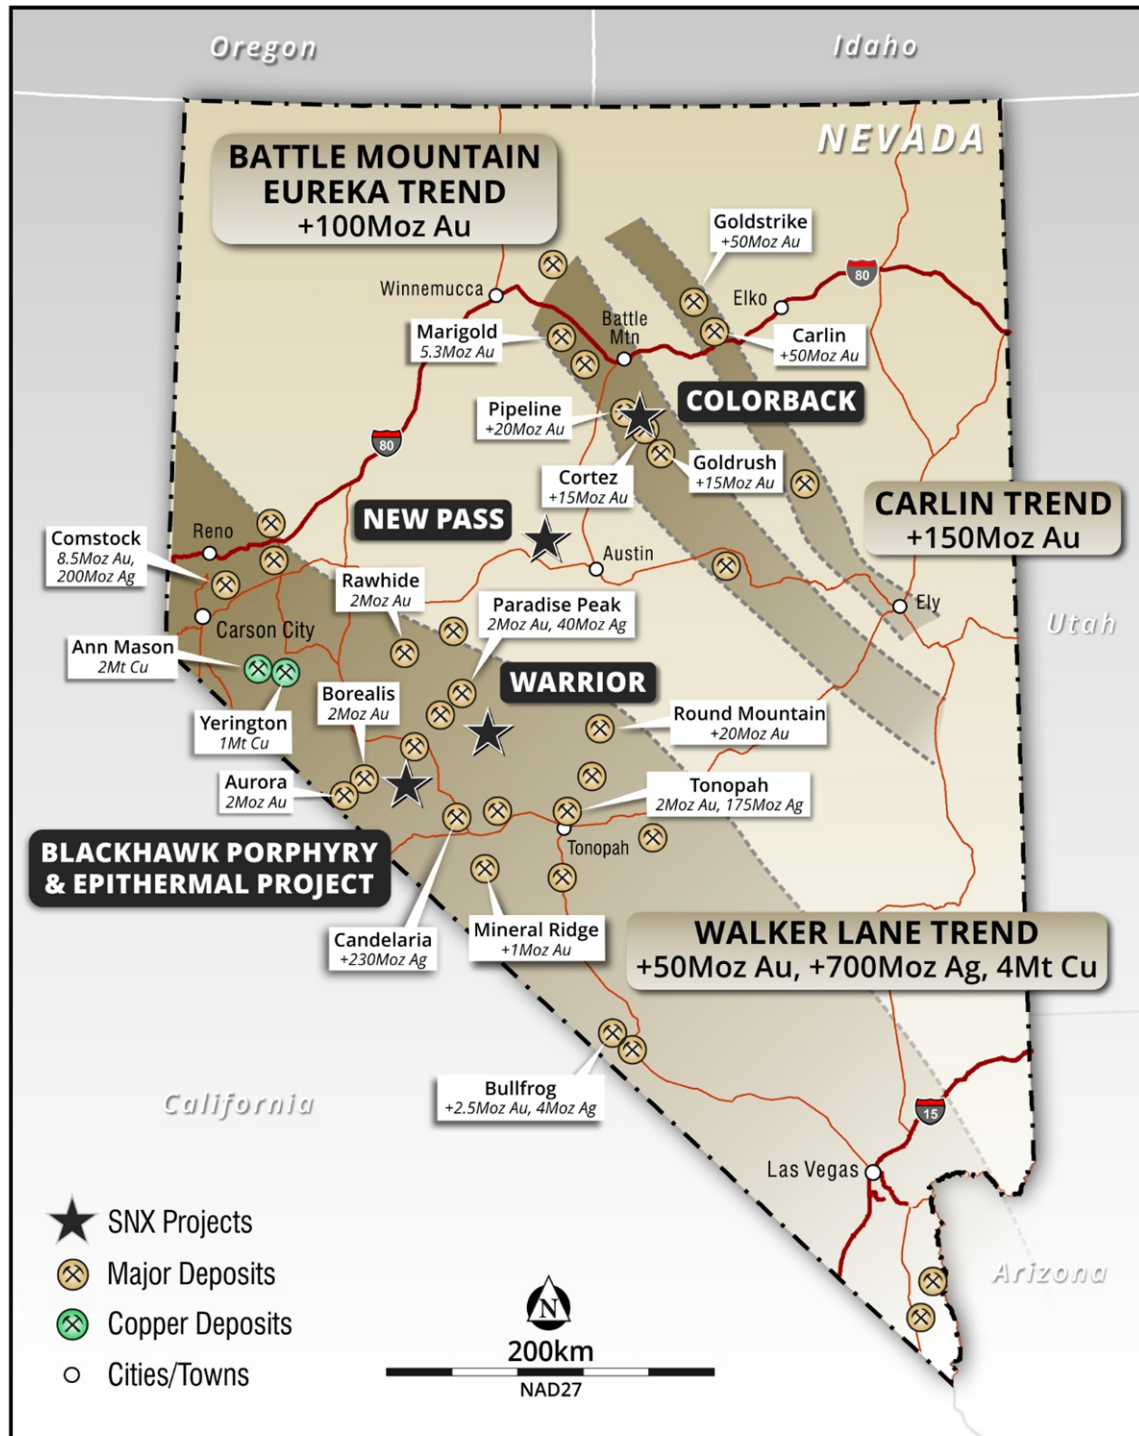 Oregon
Idaho
NEVADA
BATTLE MOUNTAIN
EUREKA TREND
+100Moz Au
Goldstrike
+50Moz Au
80
Winnemucca
Elko
Battle
Mtn
Marigold
5.3Moz Au
Carlin
+50Moz Au
COLORBACK
Pipeline
+20Moz Au
80
Goldrush
+15Moz Au
Cortez
+15Moz Au
CARLIN TREND
+150Moz Au
NEW PASS
Reno
Comstock
8.5Moz Au,
200Moz Ag
Austin
Rawhide
2Moz Au
Paradise Peak
2Moz Au, 40Moz Ag
Ely
Utah
Carson City
Ann Mason
2Mt Cu
WARRIOR
Borealis
2Moz Au
Yerington
1Mt Cu
Round Mountain
+20Moz Au
Aurora
2Moz Au
Tonopah
2Moz Au, 175Moz Ag
Tonopah
BLACKHAWK PORPHYRY
& EPITHERMAL PROJECT
Candelaria
+230Moz Ag
Mineral Ridge
+1Moz Au
WALKER LANE TREND
+50Moz Au, +700Moz Ag, 4Mt Cu
Bullfrog
+2.5Moz Au, 4Moz Ag
California
15
Las Vegas
Arizona
SNX Projects
Major Deposits
Copper Deposits
Cities/Towns
N
200km
NAD27